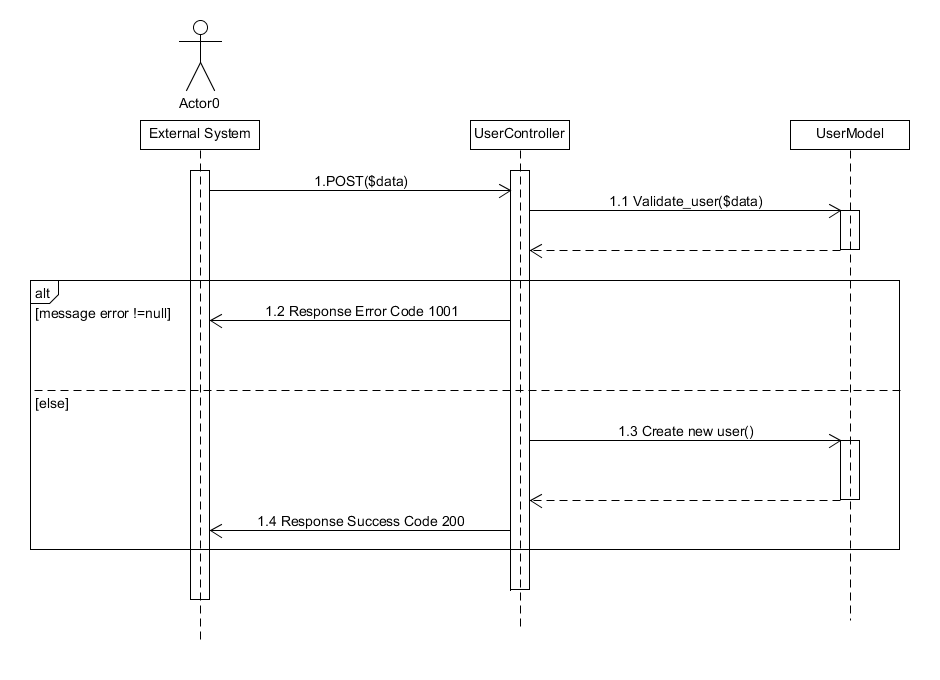 Actor0
External System
UserController
UserModel
1.POST($data)
1.1 Validate_user($data)
alt
[message error !=null]
1.2 Response Error Code 1001
[else]
1.3 Create new user()
1.4 Response Success Code 200